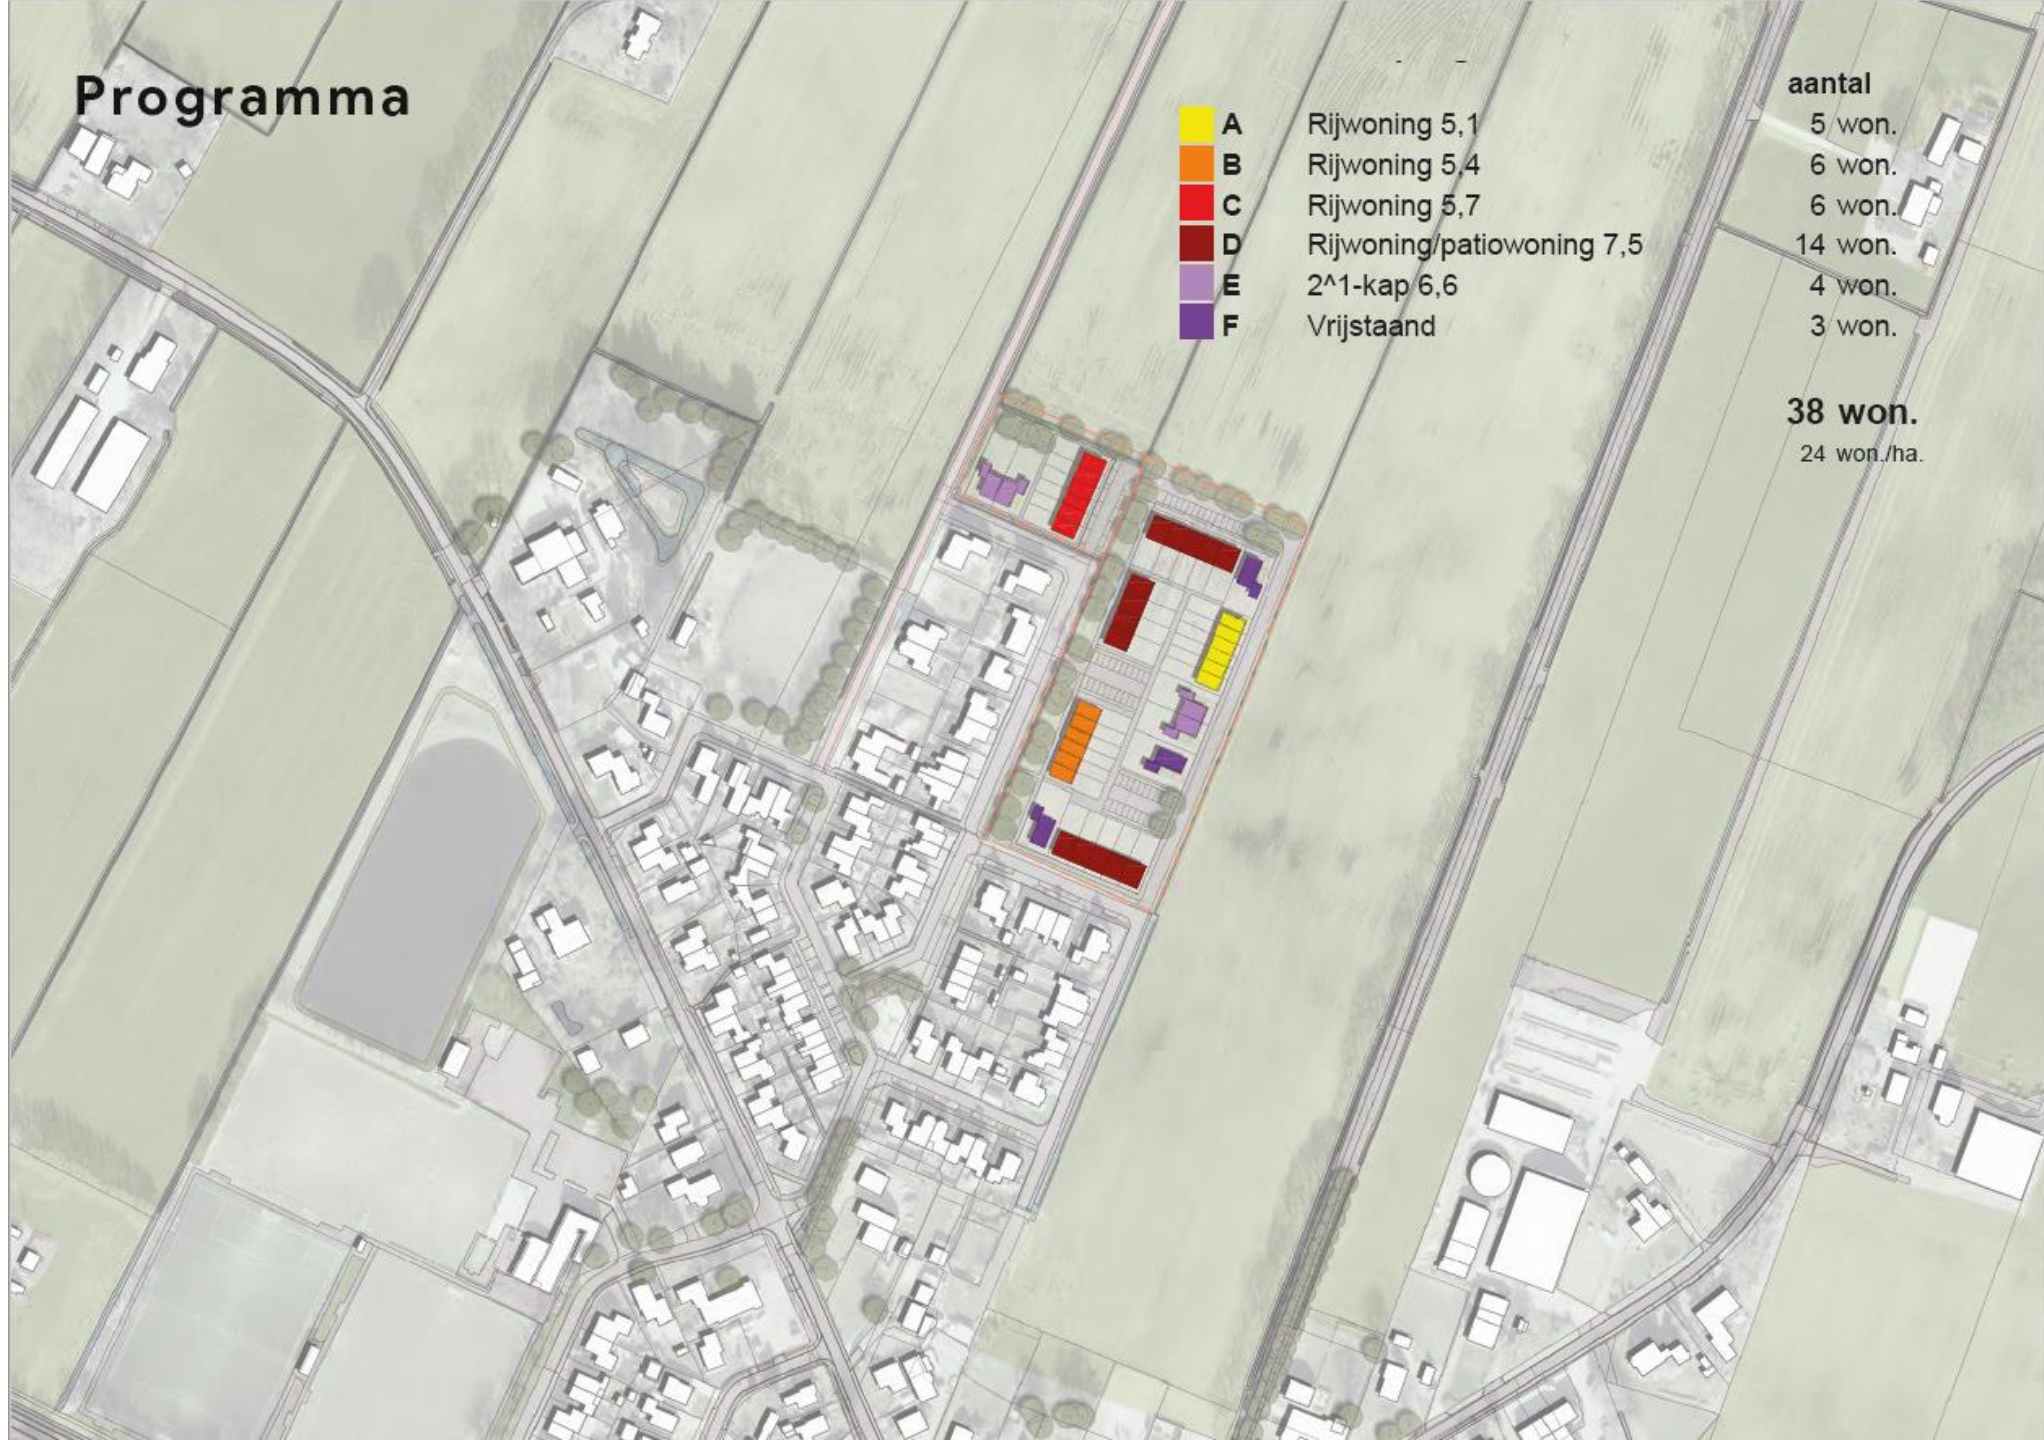 Programma
aantal
A Rijwoning 5,1 5 won.
B Rijwoning 5,4 6 won.
C Rijwoning 5,7 6 won.
D Rijwoning/patiowoning 7,5 14 won.
E 2^1-kap 6,6 4 won.
F Vrijstaand 3 won.
38 won.
24 won./ha.